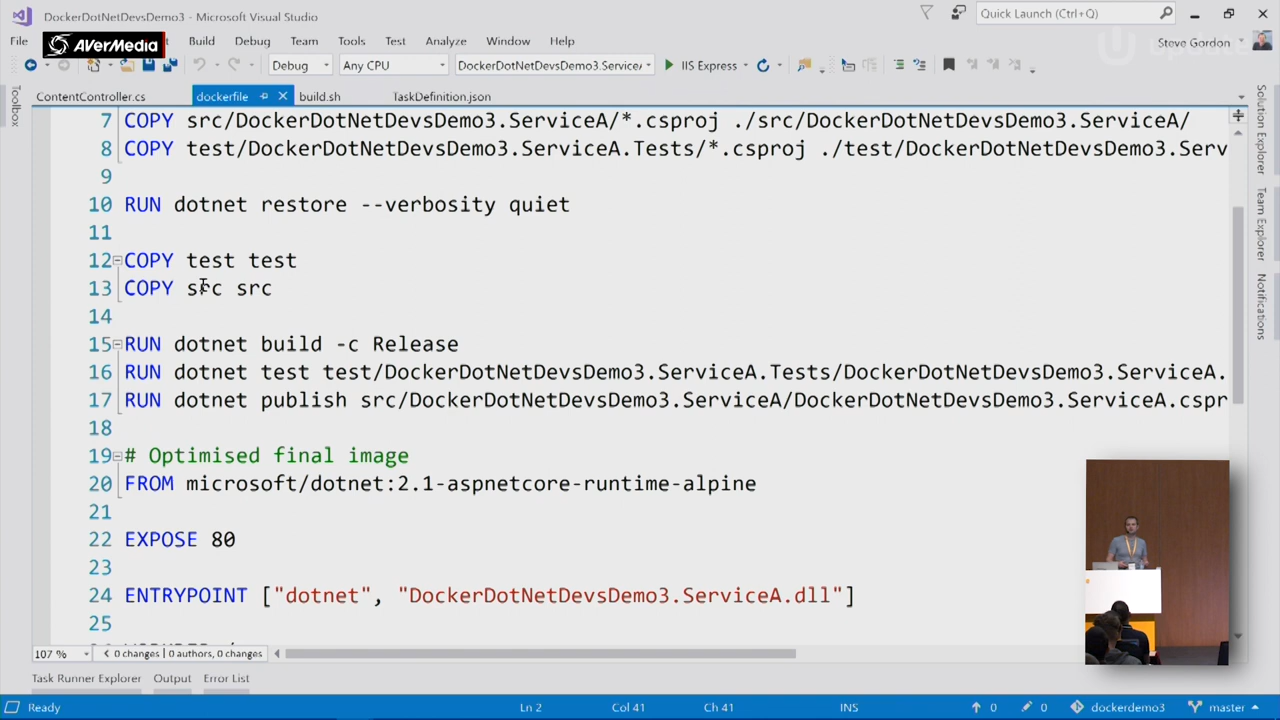 DockerDotNetDevsDemo3 - Microsoft Visual Studio
Quick Launch (Ctrl+Q)
File
AVerMedia
Build
Debug
Team
Tools
Test
Analyze
Window
Help
Steve Gordon
Debug
Any CPU
DockerDotNetDevsDemo3.Service
IIS Express
Toolbox
ContentController.cs
dockerfile
build.sh
TaskDefinition.json
Solution Explorer
Team Explorer
Notifications
7 COPY src/DockerDotNetDevsDemo3.ServiceA/*.csproj ./src/DockerDotNetDevsDemo3.ServiceA/
8 COPY test/DockerDotNetDevsDemo3.ServiceA.Tests/*.csproj ./test/DockerDotNetDevsDemo3.Serv
9
10 RUN dotnet restore --verbosity quiet
11
12 COPY test test
13 COPY src src
14
15 RUN dotnet build -c Release
16 RUN dotnet test test/DockerDotNetDevsDemo3.ServiceA.Tests/DockerDotNetDevsDemo3.ServiceA.
17 RUN dotnet publish src/DockerDotNetDevsDemo3.ServiceA/DockerDotNetDevsDemo3.ServiceA.cspr
18
19 # Optimised final image
20 FROM microsoft/dotnet:2.1-aspnetcore-runtime-alpine
21
22 EXPOSE 80
23
24 ENTRYPOINT ["dotnet", "DockerDotNetDevsDemo3.ServiceA.dll"]
25
107 %
0 changes | 0 authors, 0 changes
Task Runner Explorer
Output
Error List
Ready
Ln 2
Col 41
Ch 41
INS
0
0
dockerdemo3
master